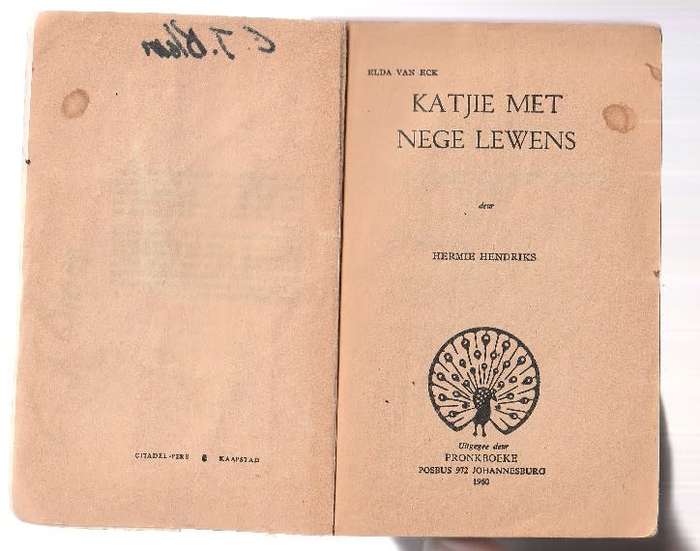 C. J. Blom
CITADEL-PERS KAAPSTAD
ELDA VAN ECK
KATJIE MET
NEGE LEWENS
deur
HERMIE HENDRIKS
Uitgegee deur
PRONKBOEKE
POSBUS 972 JOHANNESBURG
1960